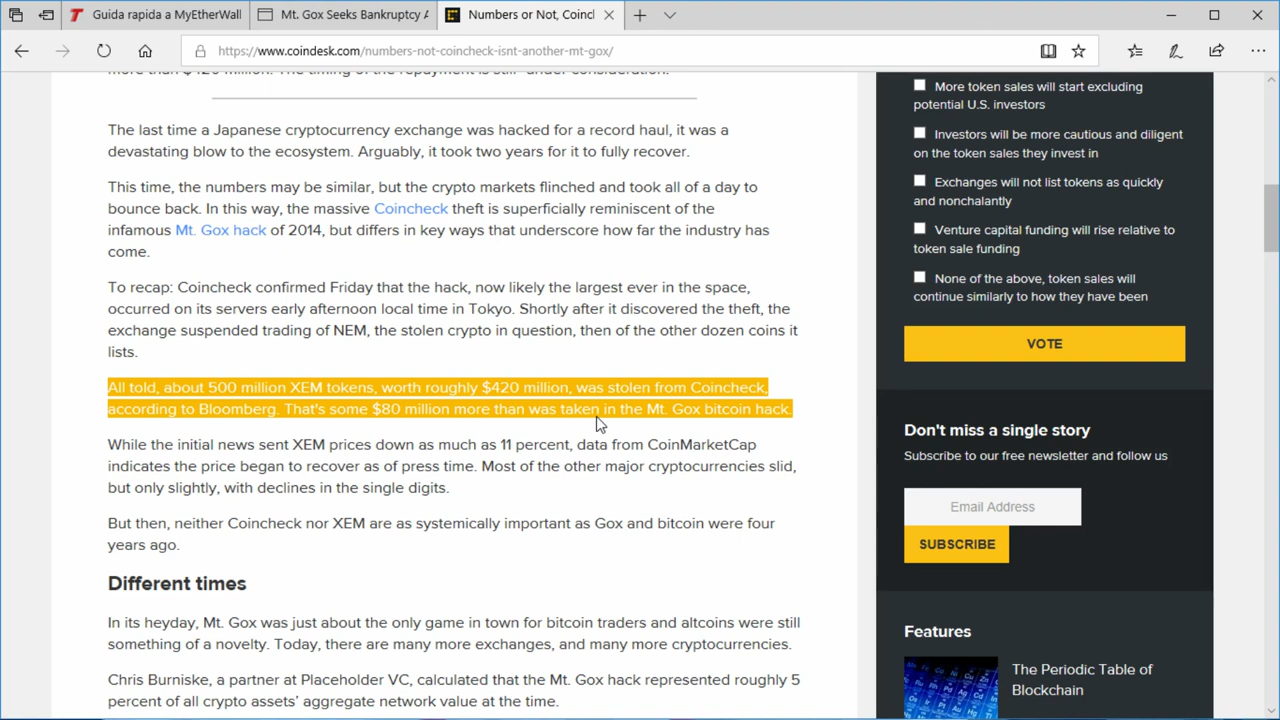 Guida rapida a MyEtherWall
Mt. Gox Seeks Bankruptcy A
Numbers or Not, Coinc
https://www.coindesk.com/numbers-not-coincheck-isnt-another-mt-gox/
more than $420 million. The timing of the repayment is still "under consideration."
The last time a Japanese cryptocurrency exchange was hacked for a record haul, it was a
devastating blow to the ecosystem. Arguably, it took two years for it to fully recover.
This time, the numbers may be similar, but the crypto markets flinched and took all of a day to
bounce back. In this way, the massive Coincheck theft is superficially reminiscent of the
infamous Mt. Gox hack of 2014, but differs in key ways that underscore how far the industry has
come.
To recap: Coincheck confirmed Friday that the hack, now likely the largest ever in the space,
occurred on its servers early afternoon local time in Tokyo. Shortly after it discovered the theft, the
exchange suspended trading of NEM, the stolen crypto in question, then of the other dozen coins it
lists.
All told, about 500 million XEM tokens, worth roughly $420 million, was stolen from Coincheck,
according to Bloomberg. That's some $80 million more than was taken in the Mt. Gox bitcoin hack.
While the initial news sent XEM prices down as much as 11 percent, data from CoinMarketCap
indicates the price began to recover as of press time. Most of the other major cryptocurrencies slid,
but only slightly, with declines in the single digits.
But then, neither Coincheck nor XEM are as systemically important as Gox and bitcoin were four
years ago.
Different times
In its heyday, Mt. Gox was just about the only game in town for bitcoin traders and altcoins were still
something of a novelty. Today, there are many more exchanges, and many more cryptocurrencies.
Chris Burniske, a partner at Placeholder VC, calculated that the Mt. Gox hack represented roughly 5
percent of all crypto assets' aggregate network value at the time.
More token sales will start excluding
potential U.S. investors
Investors will be more cautious and diligent
on the token sales they invest in
Exchanges will not list tokens as quickly
and nonchalantly
Venture capital funding will rise relative to
token sale funding
None of the above, token sales will
continue similarly to how they have been
VOTE
Don't miss a single story
Subscribe to our free newsletter and follow us
Email Address
SUBSCRIBE
Features
The Periodic Table of
Blockchain